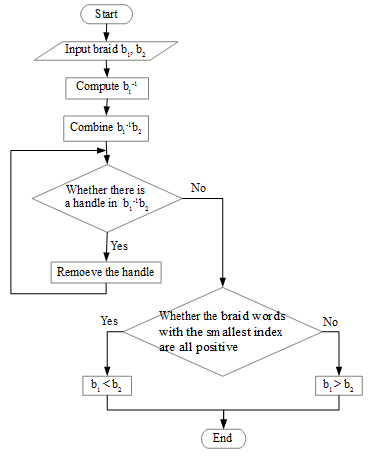 Start
Input braid b₁, b₂
Compute b₁⁻¹
Combine b₁⁻¹b₂
Whether there is
a handle in b₁⁻¹b₂
No
Yes
Remoeve the handle
Whether the braid words
with the smallest index
are all positive
Yes
No
b₁ <b₂
b₁> b₂
End